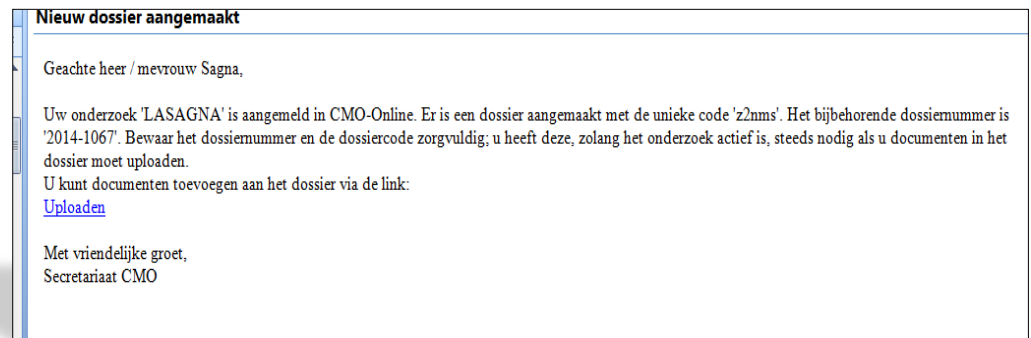 Nieuw dossier aangemaakt
Geachte heer / mevrouw Sagna,
Uw onderzoek 'LASAGNA' is aangemeld in CMO-Online. Er is een dossier aangemaakt met de unieke code 'z2nms'. Het bijbehorende dossiernummer is
'2014-1067'. Bewaar het dossiernummer en de dossiercode zorgvuldig; u heeft deze, zolang het onderzoek actief is, steeds nodig als u documenten in het
dossier moet uploaden.
U kunt documenten toevoegen aan het dossier via de link:
Uploaden
Met vriendelijke groet,
Secretariaat CMO